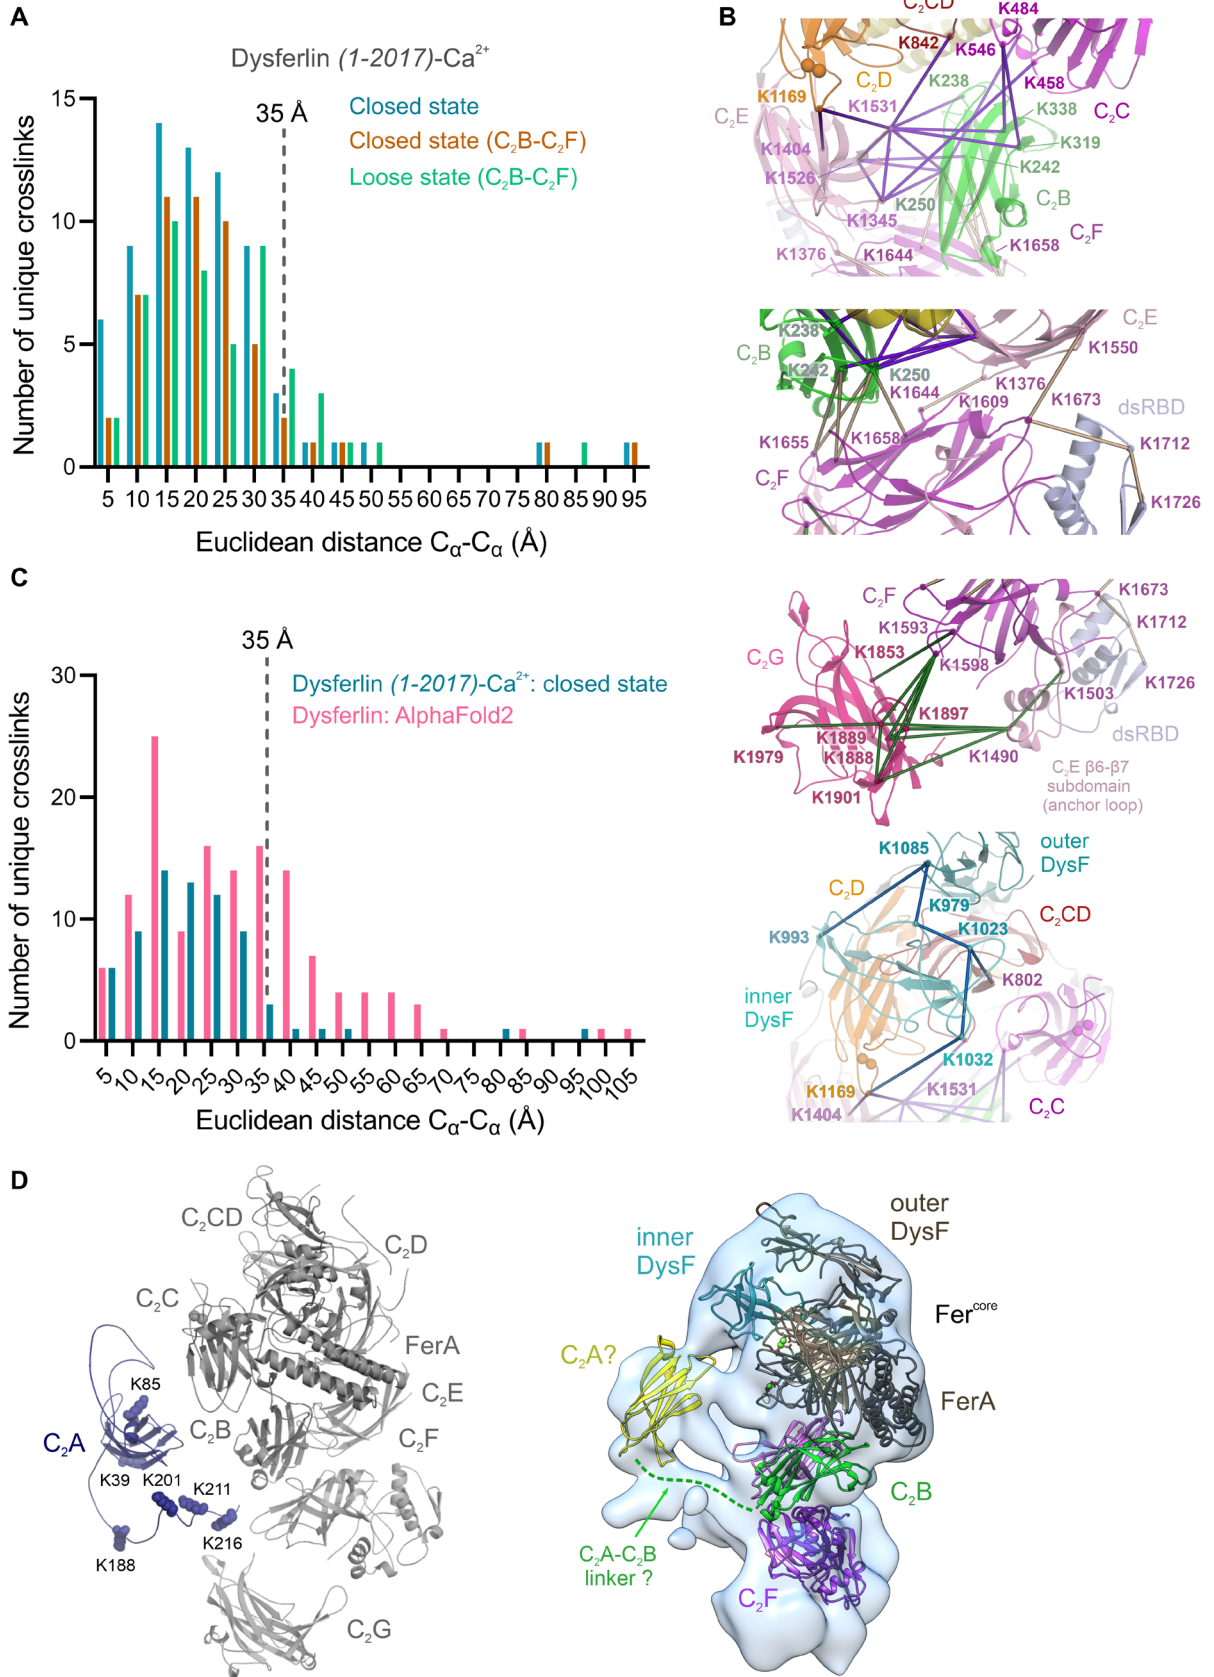 A
Dysferlin (1-2017)-Ca²⁺
15
35 Å
Closed state
Closed state (C₂B-C₂F)
Loose state (C₂B-C₂F)
10
5
0
Number of unique crosslinks
5 10 15 20 25 30 35 40 45 50 55 60 65 70 75 80 85 90 95
Euclidean distance Cα-Cα (Å)
B
C₂CD
K484
K842
K546
C₂D
K238
K458
K1169
K1531
C₂E
K338
C₂C
K1404
K319
K1526
K242
K250
C₂B
K1345
C₂F
K1376
K1644
K1658
K238
C₂E
C₂B
K1550
K242
K250
K1376
K1644
K1609
K1673
dsRBD
K1655
K1658
K1712
C₂F
K1726
C₂F
K1673
K1593
K1712
K1853
C₂G
K1598
K1726
K1503
K1897
K1889
dsRBD
K1979
K1888
K1490
C₂E β6-β7
subdomain
(anchor loop)
K1901
K1085
outer
DysF
C₂D
K979
C₂CD
K1023
K993
K802
inner
DysF
K1032
K1169
K1531
K1404
C₂C
C
35 Å
30
Dysferlin (1-2017)-Ca²⁺: closed state
Dysferlin: AlphaFold2
20
10
0
Number of unique crosslinks
5 10 15 20 25 30 35 40 45 50 55 60 65 70 75 80 85 90 95 100 105
Euclidean distance Cα-Cα (Å)
D
C₂CD
C₂D
C₂C
FerA
K85
C₂E
C₂A
C₂B
C₂F
K39
K201
K211
K216
K188
C₂G
outer
DysF
inner
DysF
Fer^core
C₂A?
FerA
C₂B
C₂A-C₂B
linker ?
C₂F